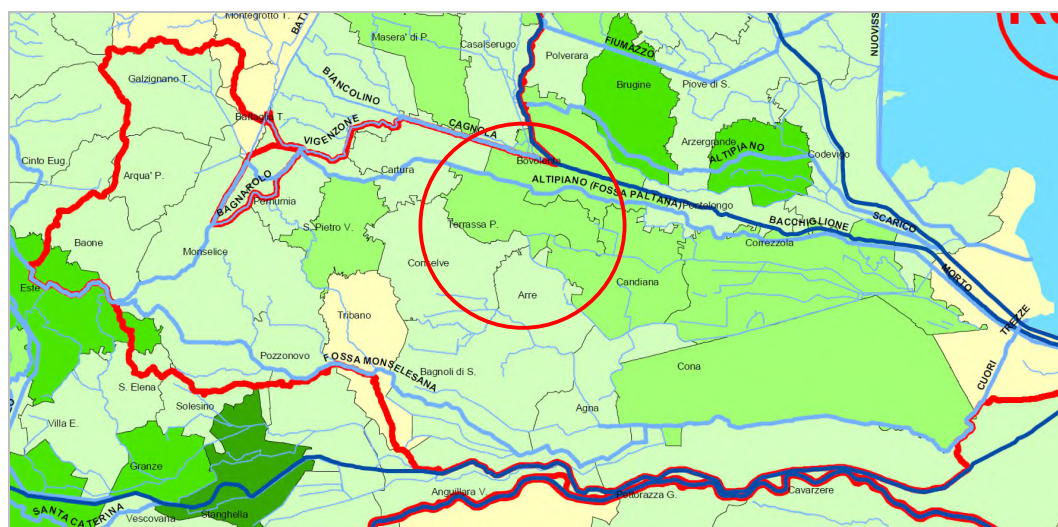 Montegrotto T.
BATT
Masera' di P.
Casalserugo
FIUMAZZO
Polverara
NUOVISS
Galzignano T.
BIANCOLINO
Brugine
Piove di S.
Battaglia T.
VIGENZONE
CAGNOLA
Arzergrande
ALTIPIANO
Codevigo
Cinto Eug.
Arqua' P.
BAGNAROLO
Cartura
Bovolenta
ALTIPIANO (FOSSA PALTANA)
Pernumia
Pontelongo
BACCHIGLIONE
SCARICO
Baone
Monselice
S. Pietro V.
Terrassa P.
Correzzola
Conselve
Este
Arre
Candiana
MORTO
Tribano
TREZZE
Pozzonovo
FOSSA MONSELESANA
Bagnoli di S.
Cona
CUORI
S. Elena
Solesino
Agna
Villa E.
Granze
Anguillara V.
Pettorazza G.
Cavarzere
SANTA CATERINA
Vescovana
Stanghella